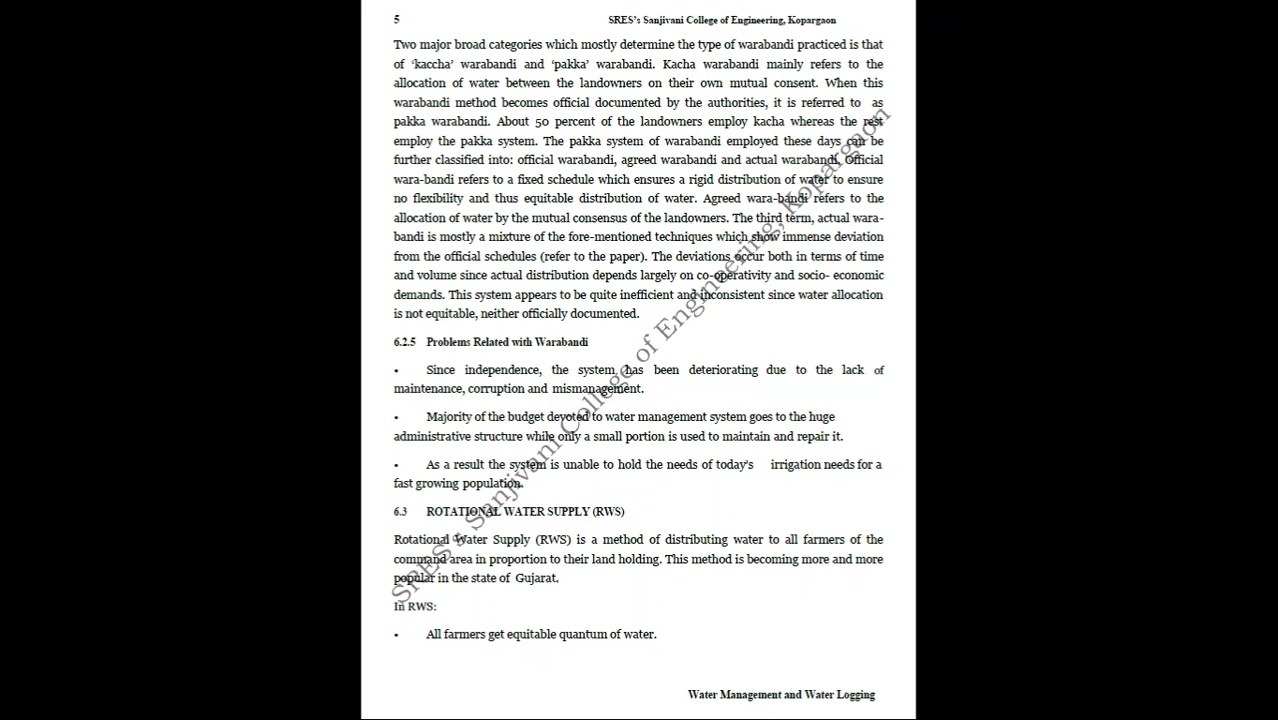 5 SRES's Sanjivani College of Engineering, Kopargaon
Two major broad categories which mostly determine the type of warabandi practiced is that
of ‘kaccha’ warabandi and ‘pakka’ warabandi. Kacha warabandi mainly refers to the
allocation of water between the landowners on their own mutual consent. When this
warabandi method becomes official documented by the authorities, it is referred to as
pakka warabandi. About 50 percent of the landowners employ kacha whereas the rest
employ the pakka system. The pakka system of warabandi employed these days can be
further classified into: official warabandi, agreed warabandi and actual warabandi. Official
wara-bandi refers to a fixed schedule which ensures a rigid distribution of water to ensure
no flexibility and thus equitable distribution of water. Agreed wara-bandi refers to the
allocation of water by the mutual consensus of the landowners. The third term, actual wara-
bandi is mostly a mixture of the fore-mentioned techniques which show immense deviation
from the official schedules (refer to the paper). The deviations occur both in terms of time
and volume since actual distribution depends largely on co-operativity and socio- economic
demands. This system appears to be quite inefficient and inconsistent since water allocation
is not equitable, neither officially documented.
6.2.5 Problems Related with Warabandi
• Since independence, the system has been deteriorating due to the lack of
maintenance, corruption and mismanagement.
• Majority of the budget devoted to water management system goes to the huge
administrative structure while only a small portion is used to maintain and repair it.
• As a result the system is unable to hold the needs of today's irrigation needs for a
fast growing population.
6.3 ROTATIONAL WATER SUPPLY (RWS)
Rotational Water Supply (RWS) is a method of distributing water to all farmers of the
command area in proportion to their land holding. This method is becoming more and more
popular in the state of Gujarat.
In RWS:
• All farmers get equitable quantum of water.
Water Management and Water Logging
SRES's Sanjivani College of Engineering, Kopargaon